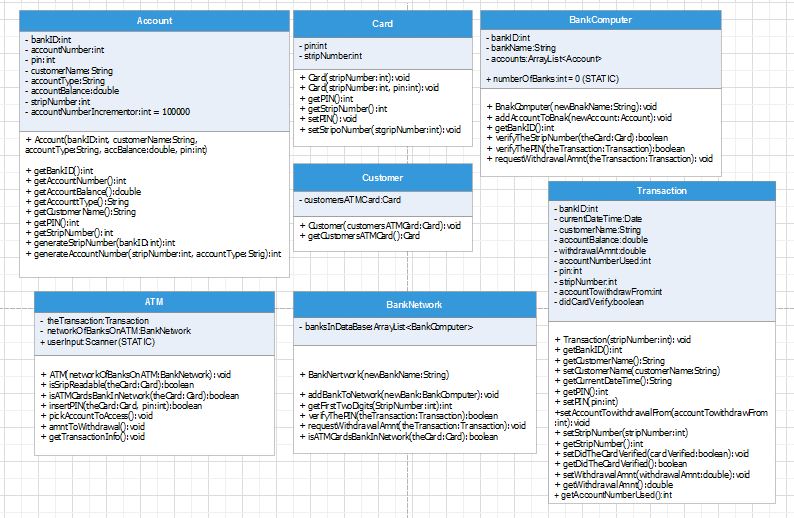 Account
- bankID:int
- accountNumber:int
- pin:int
- customerName:String
- accountType:String
- accountBalance:double
- stripNumber:int
- accountNumberIncrementor:int = 100000
+ Account(bankID:int, customerName:String,
accountType:String, accBalance:double, pin:int)
+ getBankID():int
+ getAccountNumber():int
+ getAccountBalance():double
+ getAccounttType():String
+ getCustomerName():String
+ getPIN():int
+ getStripNumber():int
+ generateStripNumber(bankID:int):int
+ generateAccountNumber(stripNumber:int, accountType:Strig):int
Card
- pin:int
- stripNumber:int
+ Card(stripNumber:int):void
+ Card(stripNumber:int, pin:int):void
+ getPIN():int
+ getStripNumber():int
+ setPIN():void
+ setStripoNumber(stgripNumber:int):void
BankComputer
- bankID:int
- bankName:String
- accounts:ArrayList<Account>
+ numberOfBanks:int = 0 (STATIC)
+ BnakComputer(newBnakName:String):void
+ addAccountToBnak(newAccount:Account):void
+ getBankID():int
+ verifyTheStripNumber(theCard:Card):boolean
+ verifyThePIN(theTransaction:Transaction):boolean
+ requestWithdrawalAmnt(theTransaction:Transaction): void
Customer
- customersATMCard:Card
+ Customer(customersATMCard:Card):void
+ getCustomersATMCard():Card
Transaction
- bankID:int
- currentDateTime:Date
- customerName:String
- accountBalance:double
- withdrawalAmnt:double
- accountNumberUsed:int
- pin:int
- stripNumber:int
- accountTowithdrawFrom:int
- didCardVerify:boolean
+ Transaction(stripNumber:int): void
+ getBankID():int
+ getCustomerName():String
+ setCustomerName(customerName:String)
+ getCurrentDateTime():String
+ getPIN():int
+ setPIN(pin:int)
+setAccountTowithdrawalFrom(accountTowithdrawFrom
:int):void
+ setStripNumber(stripNumber:int)
+ getStripNumber():int
+ setDidTheCardVerified(cardVerified:boolean):void
+ getDidTheCardVerified():boolean
+ setWithdrawalAmnt(withdrawalAmnt:double):void
+ getWithdrawalAmnt():double
+ getAccountNumberUsed():int
ATM
- theTransaction:Transaction
- networkOfBanksOnATM:BankNetwork
+ userInput:Scanner (STATIC)
+ ATM(networkOfBanksOnATM:BankNetwork):void
+ isSripReadable(theCard:Card):boolean
+ isATMCardsBankInNetwork(theCard:Card):boolean
+ insertPIN(theCard:Card, pin:int):boolean
+ pickAccountToAccess():void
+ amntToWithdrawal():void
+ getTransactionInfo():void
BankNetwork
- banksInDataBase:ArrayList<BankComputer>
+ BankNertwork(newBankName:String)
+ addBankToNetwork(newBank:BankComputer):void
+ getFrstTwoDigits(StripNumber:int):int
+ verifyThePIN(theTransaction:Transaction):boolean
+ requestWithdrawalAmnt(theTransaction:Transaction):void
+ isATMCardsBankInNetwork(theCard:Card):boolean